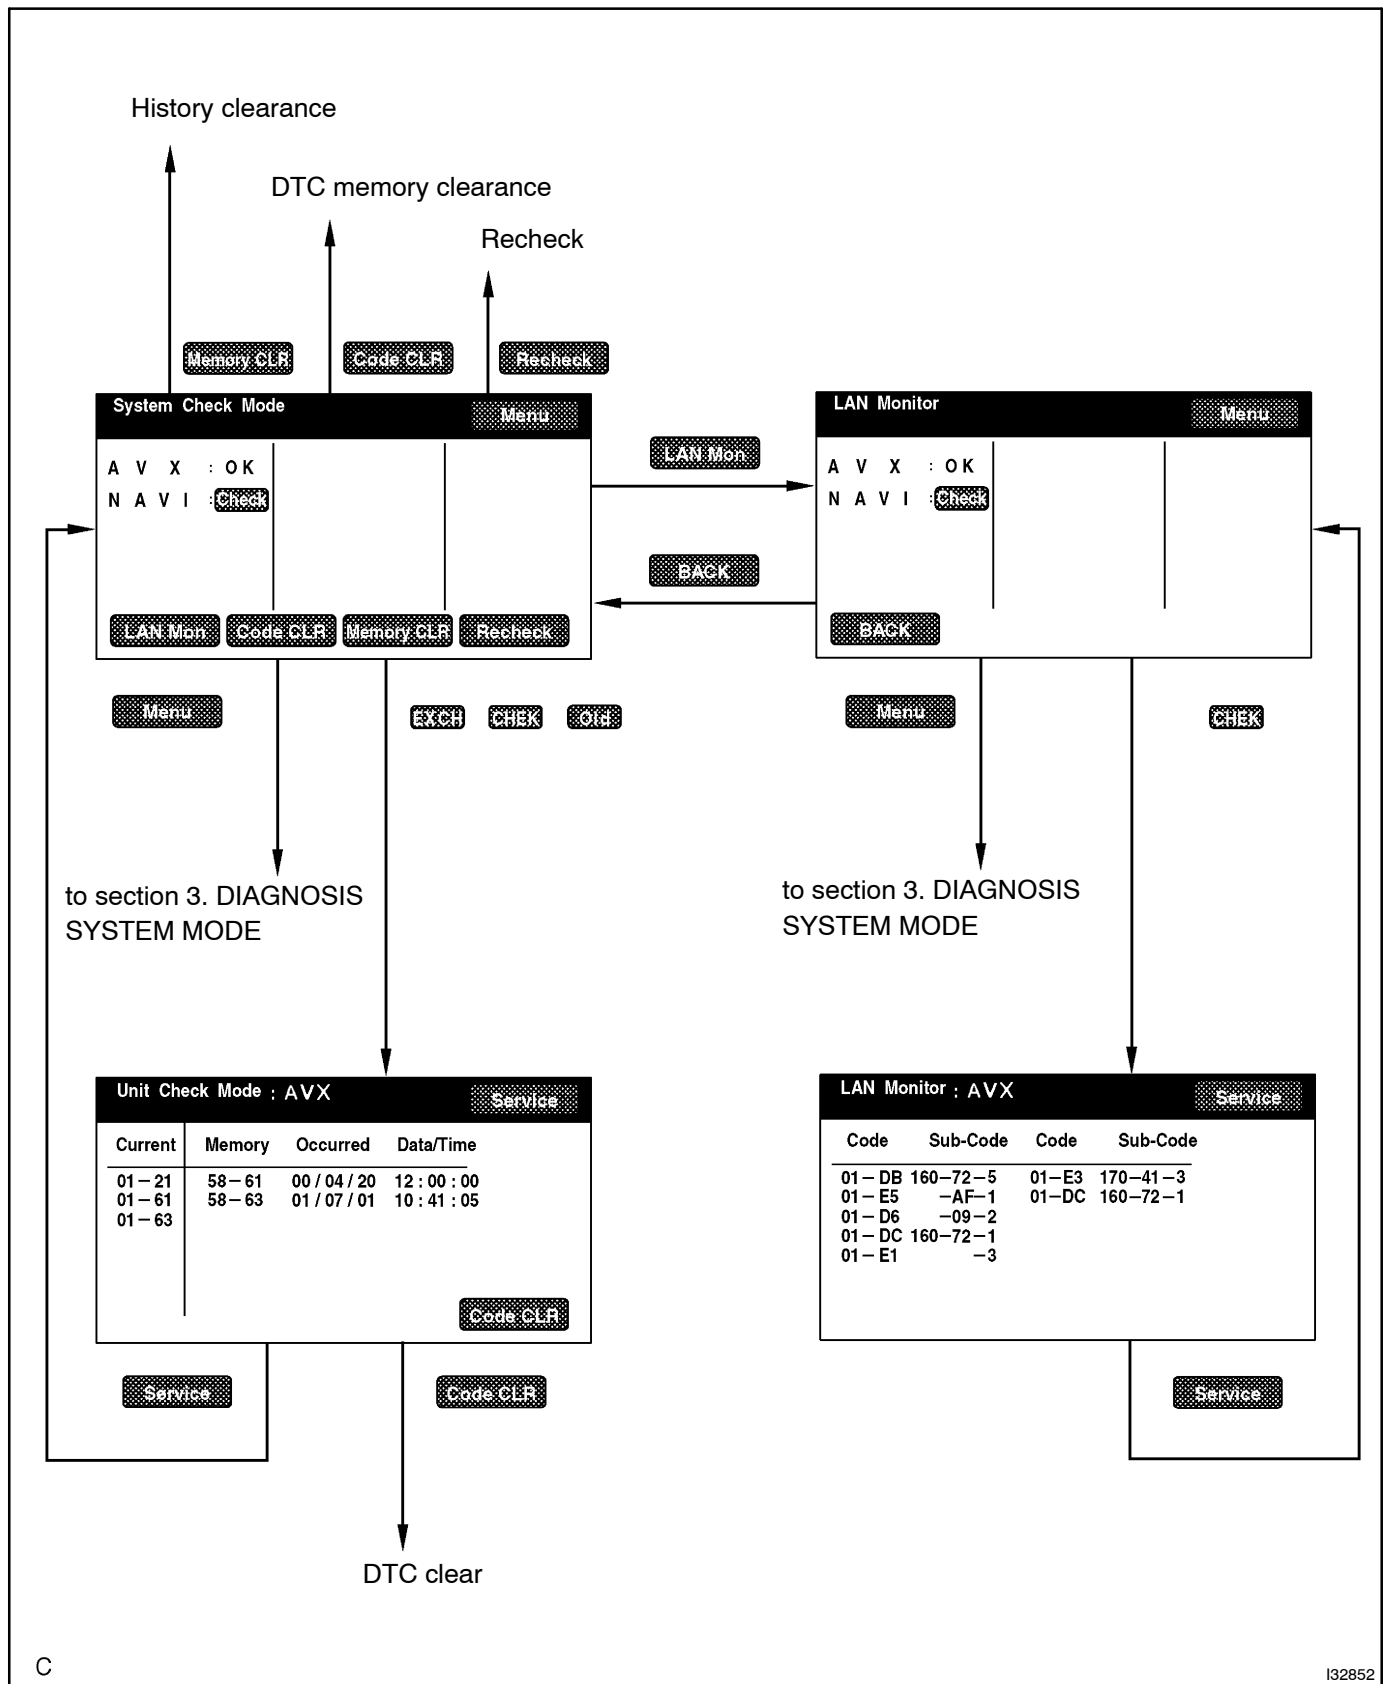 History clearance
DTC memory clearance
Recheck
Memory CLR
Code CLR
Recheck
System Check Mode
Menu
A V X : OK
N A V I : Check
LAN Mon
Code CLR
Memory CLR
Recheck
LAN Mon
BACK
LAN Monitor
Menu
A V X : OK
N A V I : Check
BACK
Menu
EXCH
CHEK
Old
Menu
CHEK
to section 3. DIAGNOSIS
SYSTEM MODE
to section 3. DIAGNOSIS
SYSTEM MODE
Unit Check Mode : AVX
Service
Current Memory Occurred Data/Time
01–21 58–61 00/04/20 12:00:00
01–61 58–63 01/07/01 10:41:05
01–63
Code CLR
LAN Monitor : AVX
Service
Code Sub-Code Code Sub-Code
01–DB 160–72–5 01–E3 170–41–3
01–E5 –AF–1 01–DC 160–72–1
01–D6 –09–2
01–DC 160–72–1
01–E1 –3
Service
Code CLR
Service
DTC clear
C
I32852